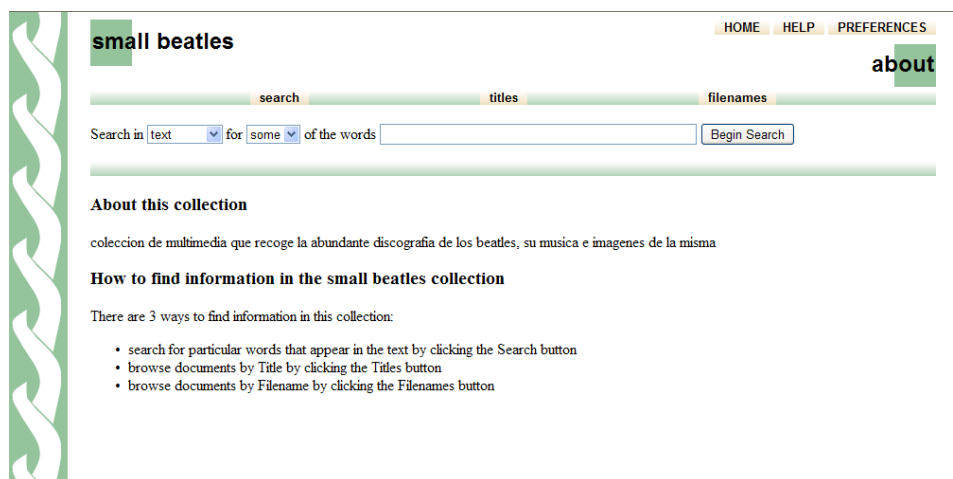 small beatles
HOME HELP PREFERENCES
about
search titles filenames
Search in text for some of the words Begin Search
About this collection
coleccion de multimedia que recoge la abundante discografia de los beatles, su musica e imagenes de la misma
How to find information in the small beatles collection
There are 3 ways to find information in this collection:
• search for particular words that appear in the text by clicking the Search button
• browse documents by Title by clicking the Titles button
• browse documents by Filename by clicking the Filenames button